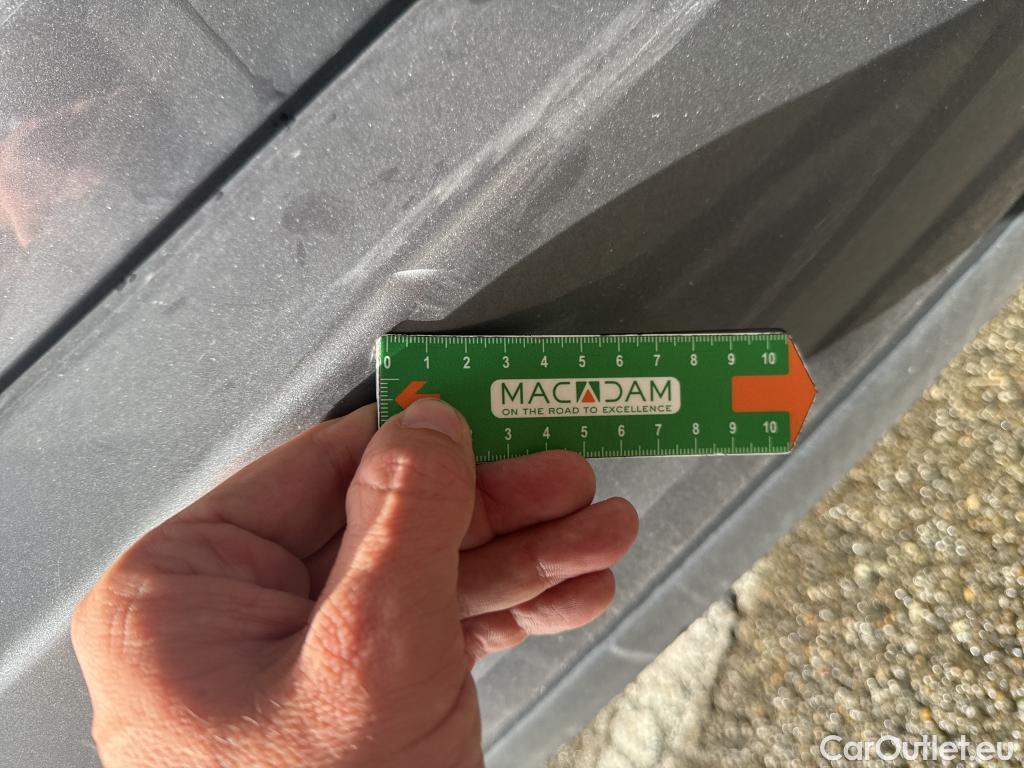 0 1 2 3 4 5 6 7 8 9 10
MACADAM
ON THE ROAD TO EXCELLENCE
3 4 5 6 7 8 9 10
CarOutlet.eu